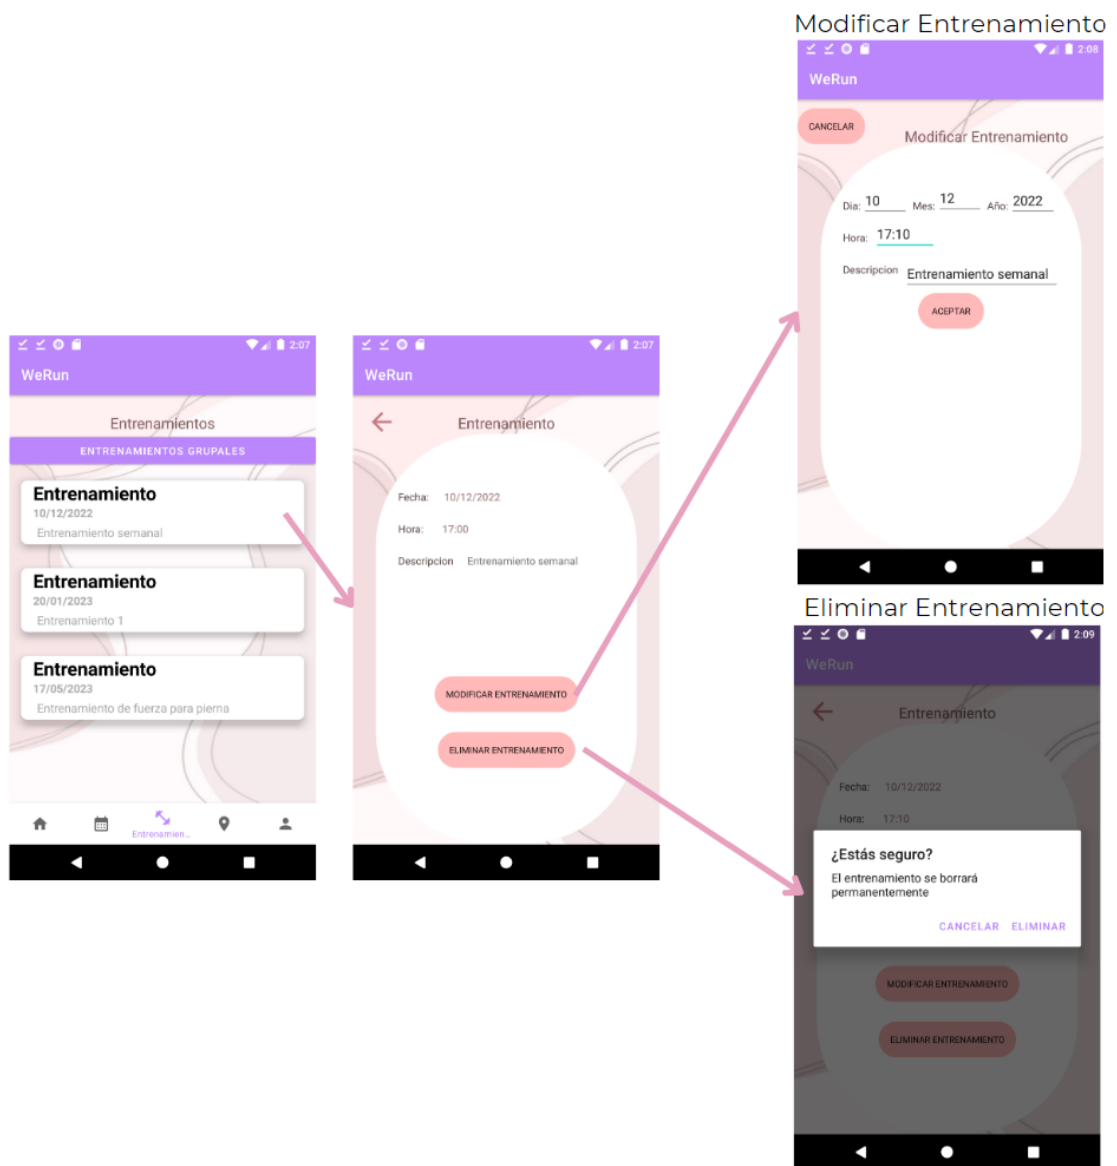 Modificar Entrenamiento
2:08
WeRun
CANCELAR
Modificar Entrenamiento
Dia: 10 Mes: 12 Año: 2022
Hora: 17:10
Descripcion Entrenamiento semanal
ACEPTAR
2:07
WeRun
Entrenamientos
ENTRENAMIENTOS GRUPALES
Entrenamiento
10/12/2022
Entrenamiento semanal
Entrenamiento
20/01/2023
Entrenamiento 1
Entrenamiento
17/05/2023
Entrenamiento de fuerza para pierna
Entrenamien...
2:07
WeRun
Entrenamiento
Fecha: 10/12/2022
Hora: 17:00
Descripcion Entrenamiento semanal
MODIFICAR ENTRENAMIENTO
ELIMINAR ENTRENAMIENTO
Eliminar Entrenamiento
2:09
WeRun
Entrenamiento
Fecha: 10/12/2022
Hora: 17:10
¿Estás seguro?
El entrenamiento se borrará
permanentemente
CANCELAR ELIMINAR
MODIFICAR ENTRENAMIENTO
ELIMINAR ENTRENAMIENTO